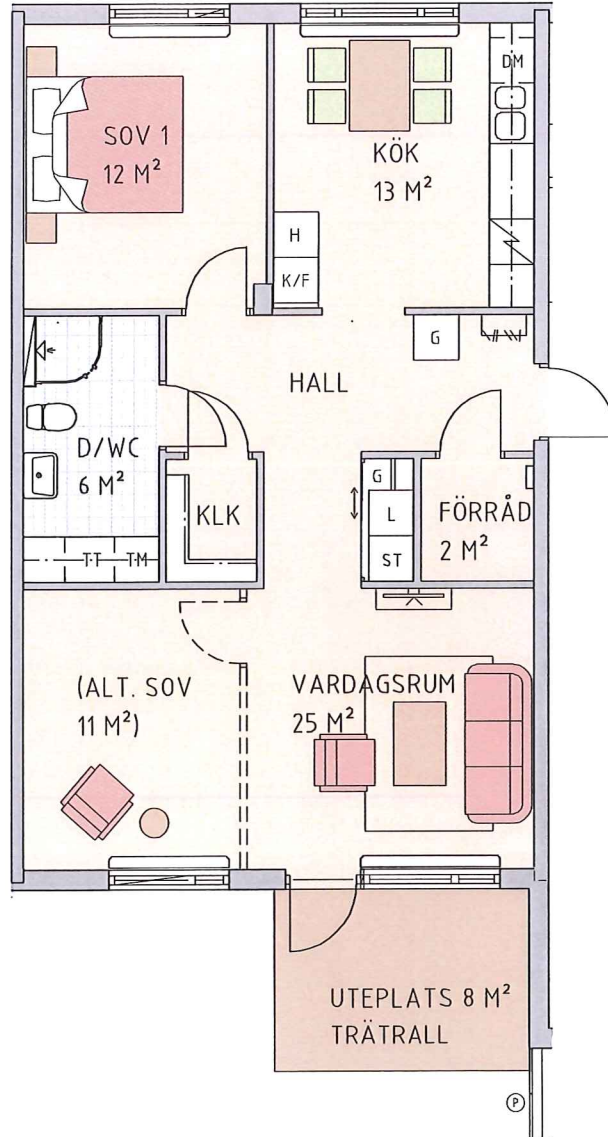 DM
SOV 1
12 M²
KÖK
13 M²
H
K/F
G
HALL
D/WC
6 M²
KLK
G
L
ST
FÖRRÅD
2 M²
TT TM
(ALT. SOV
11 M²)
VARDAGSRUM
25 M²
UTEPLATS 8 M²
TRÄTRALL
P